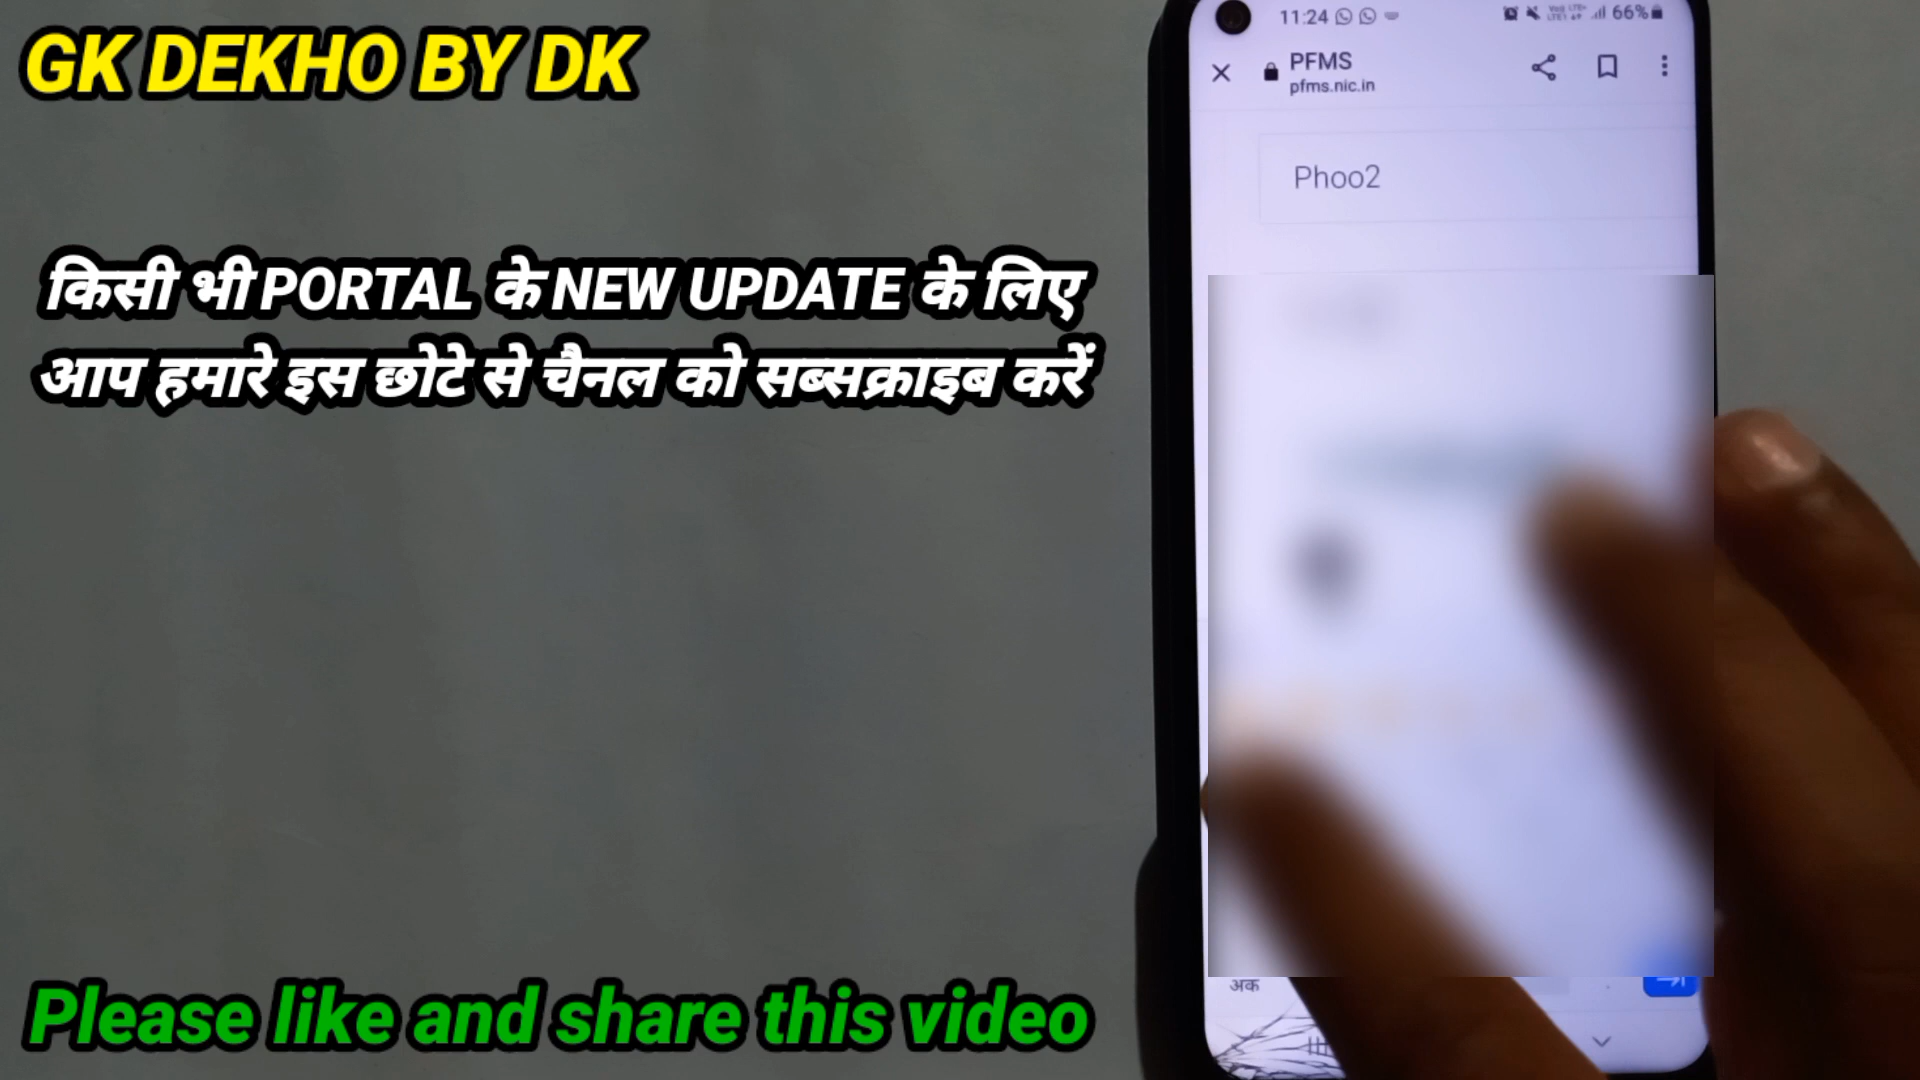 GK DEKHO BY DK
किसी भी PORTAL के NEW UPDATE के लिए
आप हमारे इस छोटे से चैनल को सब्सक्राइब करें
Please like and share this video
11:24
66%
PFMS
pfms.nic.in
Phoo2
अक